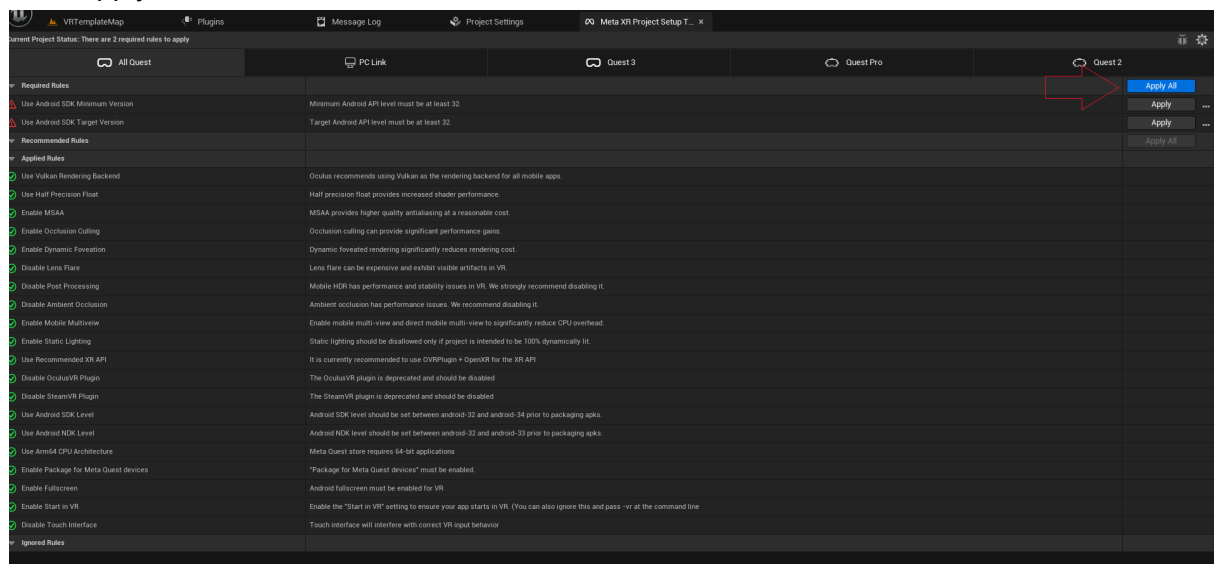 VRTemplateMap Plugins Message Log Project Settings Meta XR Project Setup T... ×
Current Project Status: There are 2 required rules to apply
All Quest PC Link Quest 3 Quest Pro Quest 2
Required Rules Apply All
Use Android SDK Minimum Version Minimum Android API level must be at least 32. Apply ...
Use Android SDK Target Version Target Android API level must be at least 32. Apply ...
Recommended Rules Apply All
Applied Rules
Use Vulkan Rendering Backend Oculus recommends using Vulkan as the rendering backend for all mobile apps.
Use Half Precision Float Half precision float provides increased shader performance.
Enable MSAA MSAA provides higher quality antialiasing at a reasonable cost.
Enable Occlusion Culling Occlusion culling can provide significant performance gains.
Enable Dynamic Foveation Dynamic foveated rendering significantly reduces rendering cost.
Disable Lens Flare Lens flare can be expensive and exhibit visible artifacts in VR.
Disable Post Processing Mobile HDR has performance and stability issues in VR. We strongly recommend disabling it.
Disable Ambient Occlusion Ambient occlusion has performance issues. We recommend disabling it.
Enable Mobile Multiveiw Enable mobile multi-view and direct mobile multi-view to significantly reduce CPU overhead.
Enable Static Lighting Static lighting should be disallowed only if project is intended to be 100% dynamically lit.
Use Recommended XR API It is currently recommended to use OVRPlugin + OpenXR for the XR API
Disable OculusVR Plugin The OculusVR plugin is deprecated and should be disabled
Disable SteamVR Plugin The SteamVR plugin is deprecated and should be disabled
Use Android SDK Level Android SDK level should be set between android-32 and android-34 prior to packaging apks.
Use Android NDK Level Android NDK level should be set between android-32 and android-33 prior to packaging apks.
Use Arm64 CPU Architecture Meta Quest store requires 64-bit applications
Enable Package for Meta Quest devices "Package for Meta Quest devices" must be enabled.
Enable Fullscreen Android fullscreen must be enabled for VR
Enable Start in VR Enable the "Start in VR" setting to ensure your app starts in VR. (You can also ignore this and pass -vr at the command line
Disable Touch Interface Touch interface will interfere with correct VR input behavior
Ignored Rules